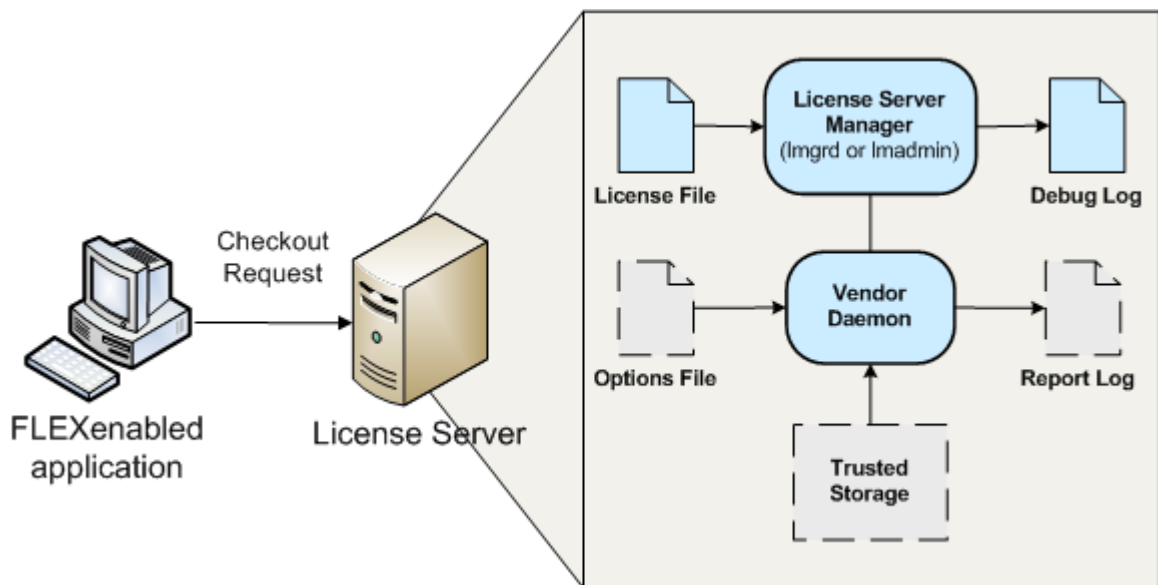 Checkout
Request
FLEXenabled
application
License Server
License File
License Server
Manager
(lmgrd or lmadmin)
Debug Log
Options File
Vendor
Daemon
Report Log
Trusted
Storage